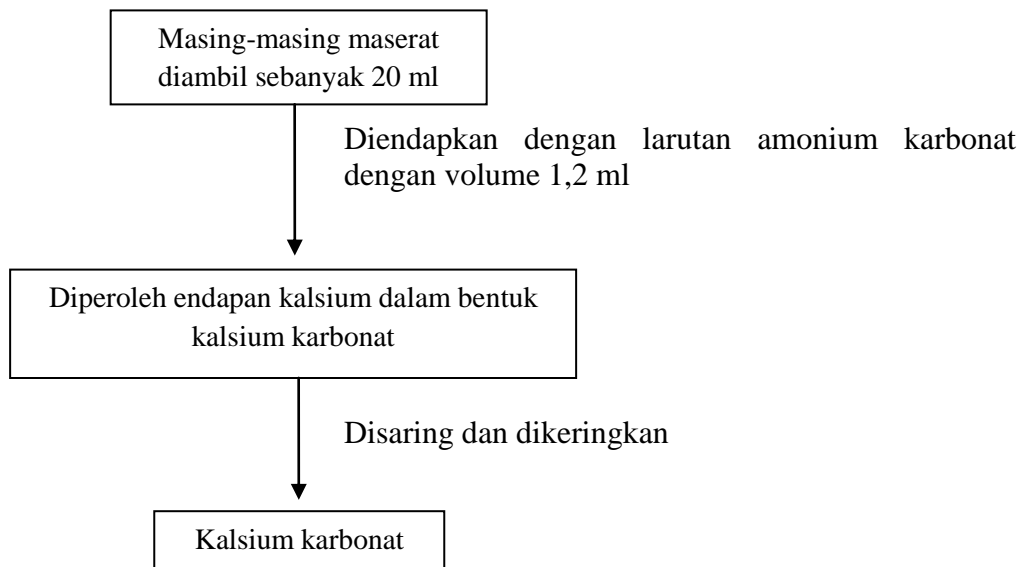 Masing-masing maserat
diambil sebanyak 20 ml
Diendapkan dengan larutan amonium karbonat
dengan volume 1,2 ml
Diperoleh endapan kalsium dalam bentuk
kalsium karbonat
Disaring dan dikeringkan
Kalsium karbonat